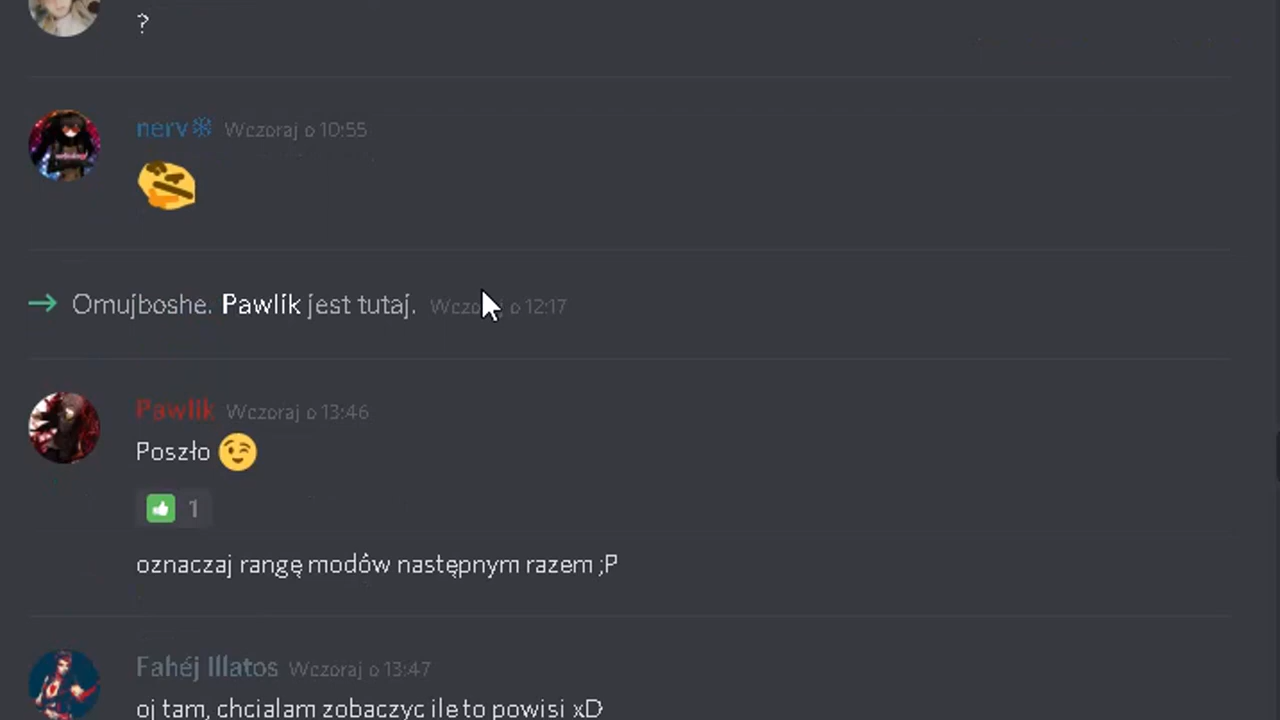 ?
nerv❄ Wczoraj o 10:55
Omujboshe. Pawlik jest tutaj. o 12:17
Pawlik Wczoraj o 13:46
Poszło 😉
1
oznaczaj rangę modów następnym razem ;P
Fahéj Illatos Wczoraj o 13:47
oj tam, chcialam zobaczyc ile to powisi xD